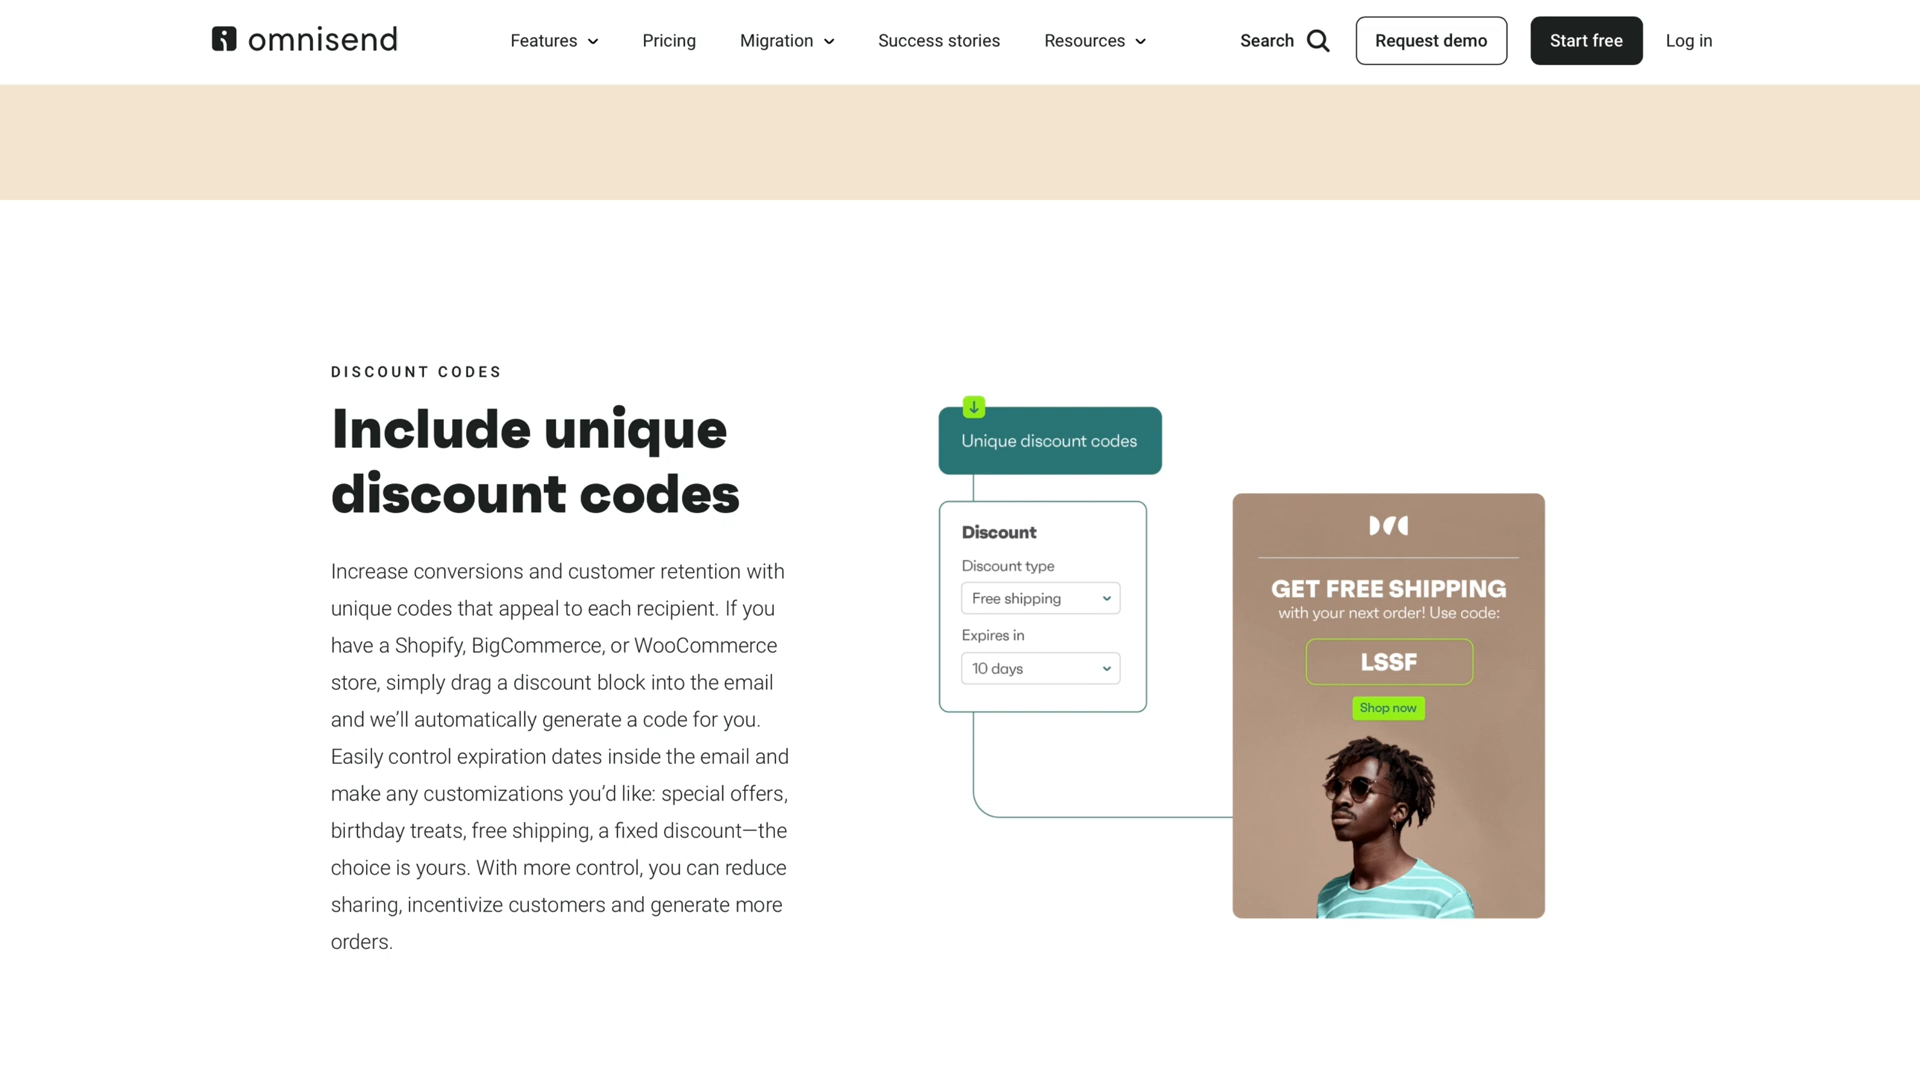 omnisend
Features
Pricing
Migration
Success stories
Resources
Search
Request demo
Start free
Log in
DISCOUNT CODES
Include unique
discount codes
Increase conversions and customer retention with
unique codes that appeal to each recipient. If you
have a Shopify, BigCommerce, or WooCommerce
store, simply drag a discount block into the email
and we’ll automatically generate a code for you.
Easily control expiration dates inside the email and
make any customizations you’d like: special offers,
birthday treats, free shipping, a fixed discount—the
choice is yours. With more control, you can reduce
sharing, incentivize customers and generate more
orders.
Unique discount codes
Discount
Discount type
Free shipping
Expires in
10 days
GET FREE SHIPPING
with your next order! Use code:
LSSF
Shop now